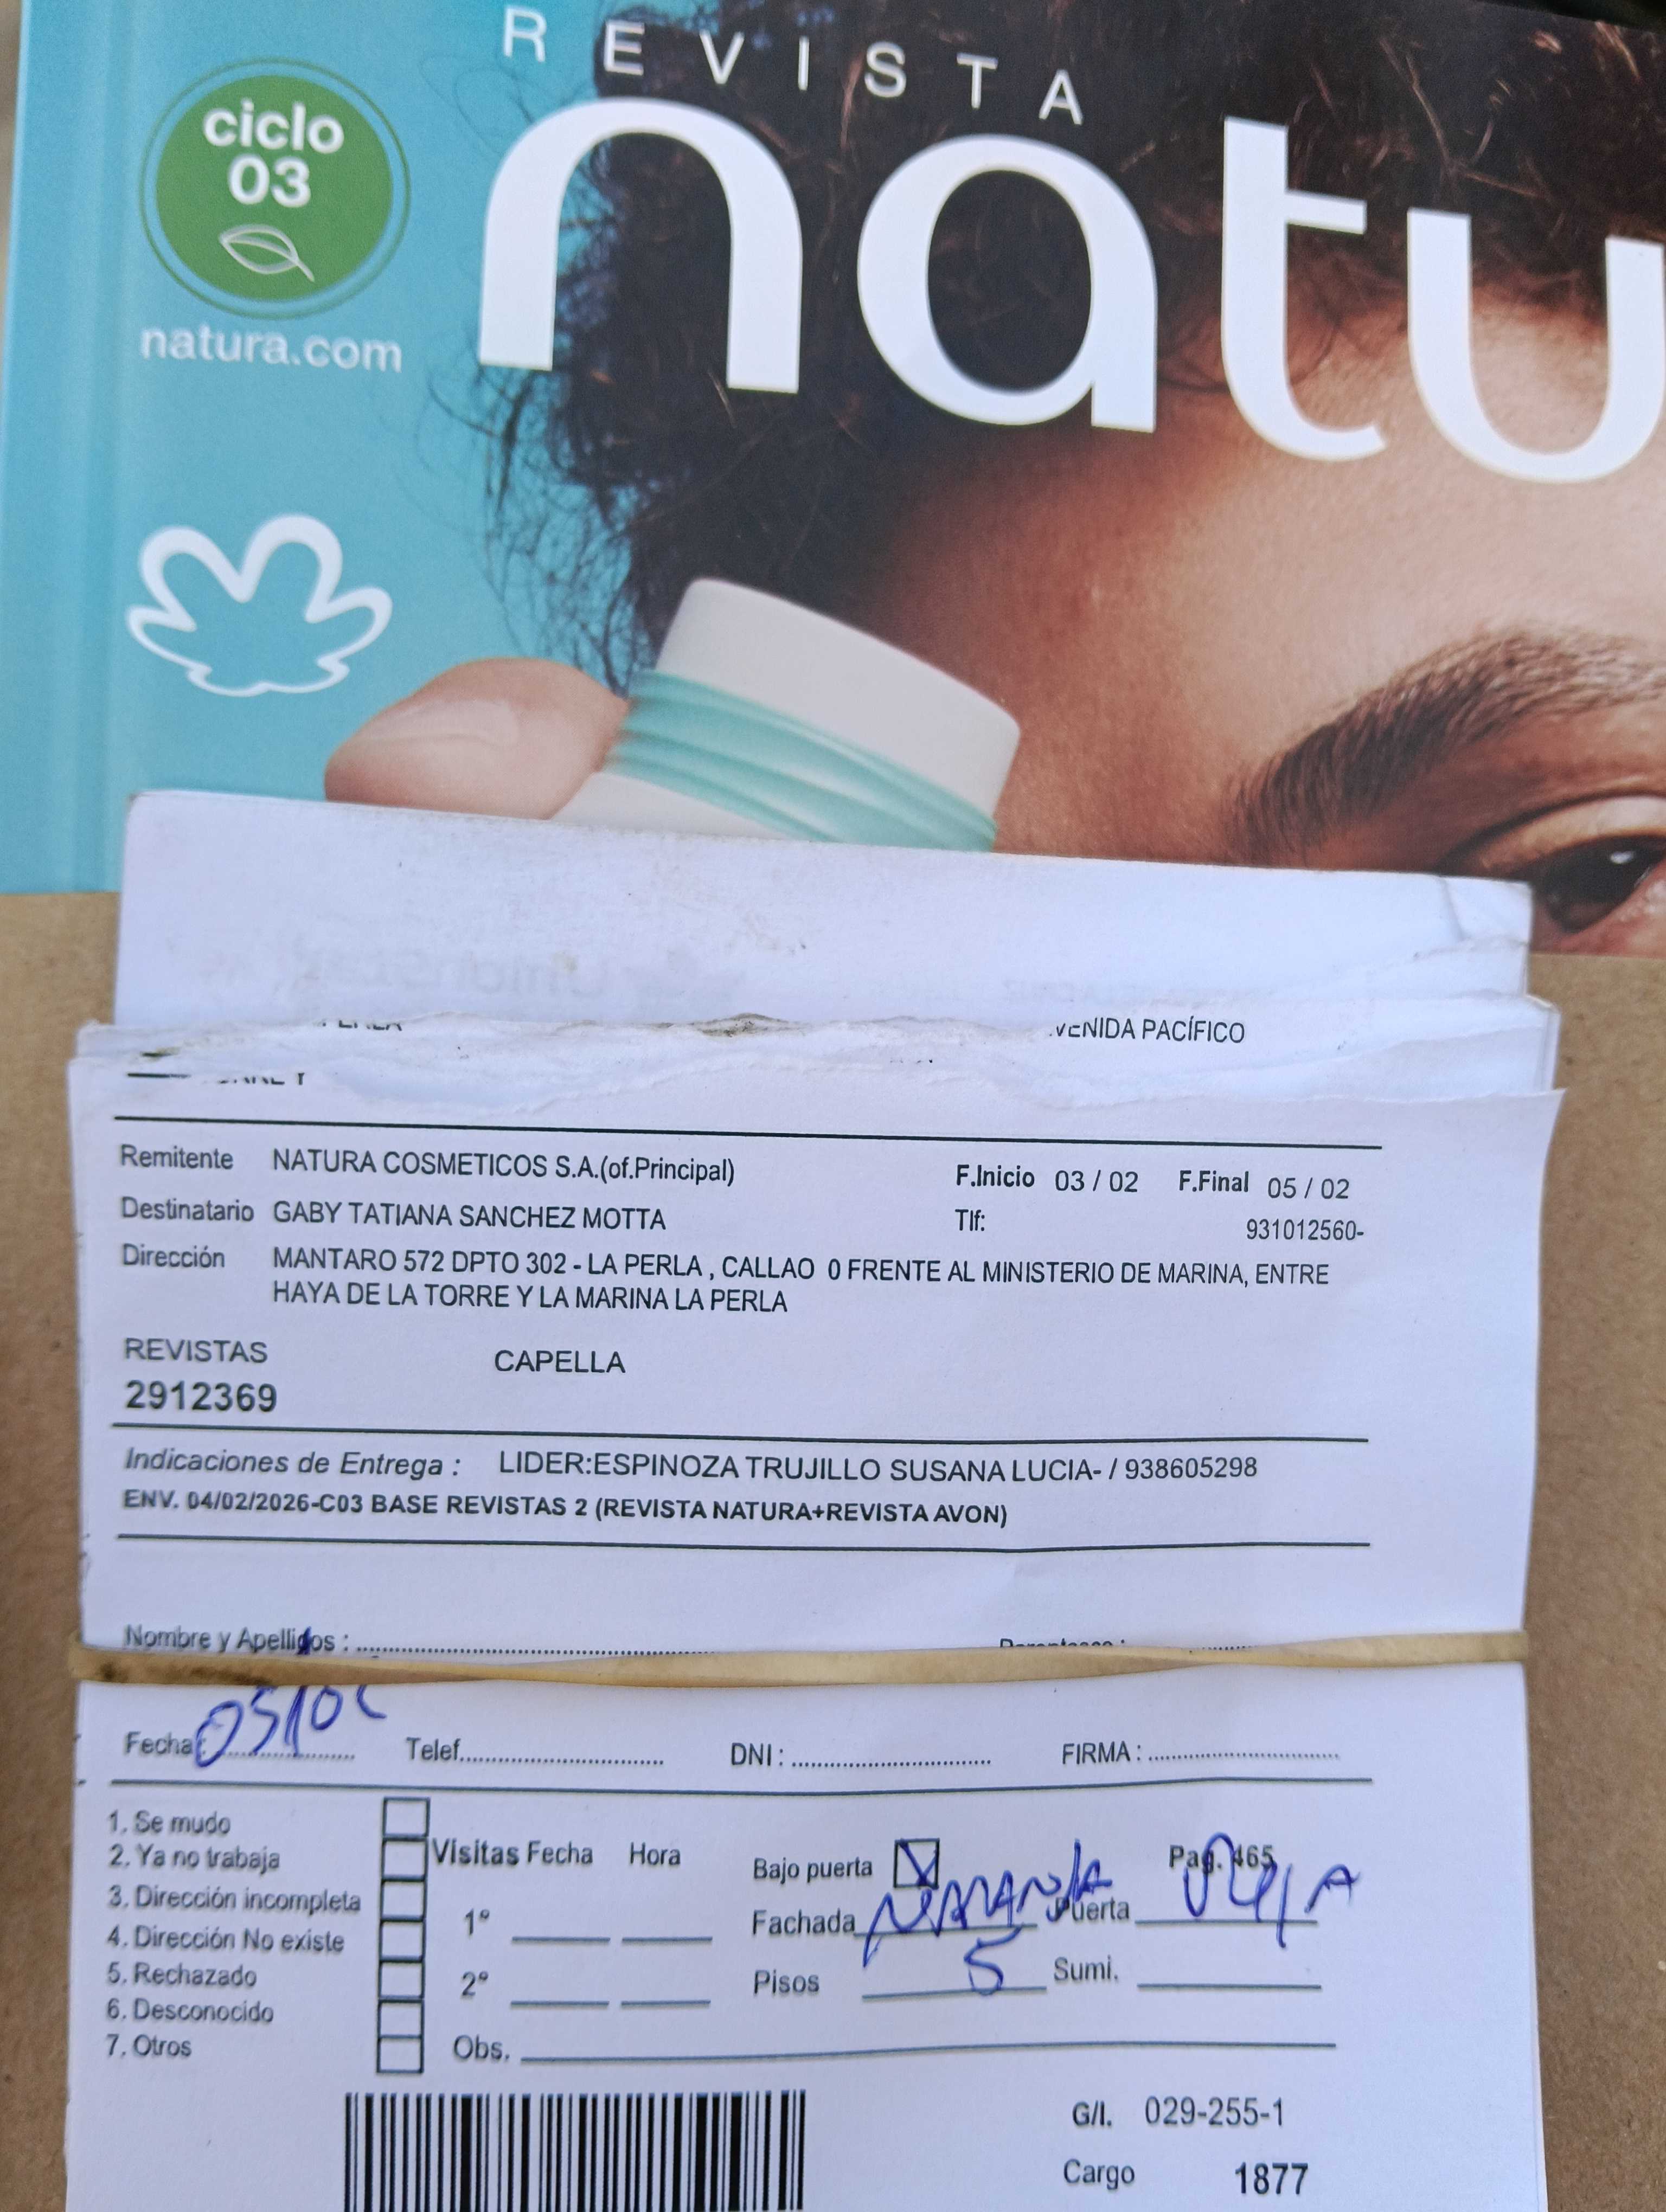 REVISTA
natu
ciclo
03
natura.com
VENIDA PACÍFICO
Remitente NATURA COSMETICOS S.A.(of.Principal) F.Inicio 03 / 02 F.Final 05 / 02
Destinatario GABY TATIANA SANCHEZ MOTTA Tlf: 931012560-
Dirección MANTARO 572 DPTO 302 - LA PERLA , CALLAO 0 FRENTE AL MINISTERIO DE MARINA, ENTRE
HAYA DE LA TORRE Y LA MARINA LA PERLA
REVISTAS CAPELLA
2912369
Indicaciones de Entrega : LIDER:ESPINOZA TRUJILLO SUSANA LUCIA- / 938605298
ENV. 04/02/2026-C03 BASE REVISTAS 2 (REVISTA NATURA+REVISTA AVON)
Nombre y Apellidos :
Fecha: Telef. DNI : FIRMA :
1. Se mudo
2. Ya no trabaja
3. Dirección incompleta
4. Dirección No existe
5. Rechazado
6. Desconocido
7. Otros
Visitas Fecha Hora
1°
2°
Obs.
Bajo puerta Pag. 465
Fachada Puerta
Pisos 5 Sumi.
G/I. 029-255-1
Cargo 1877